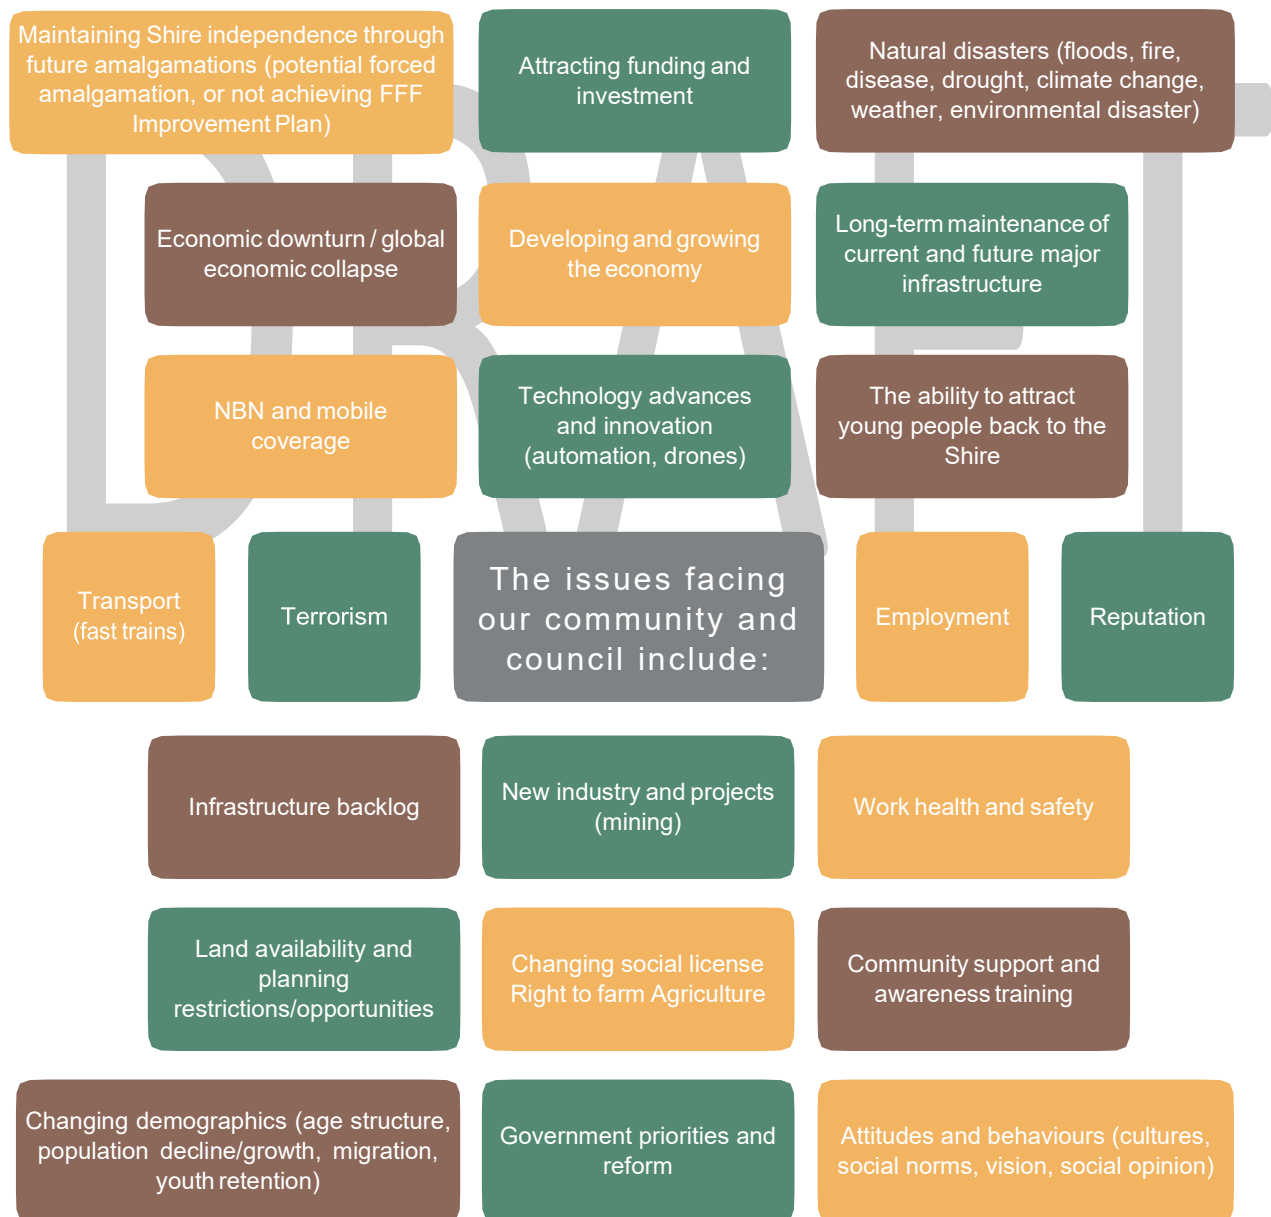 Maintaining Shire independence through
future amalgamations (potential forced
amalgamation, or not achieving FFF
Improvement Plan)
Attracting funding and
investment
Natural disasters (floods, fire,
disease, drought, climate change,
weather, environmental disaster)
Economic downturn / global
economic collapse
Developing and growing
the economy
Long-term maintenance of
current and future major
infrastructure
NBN and mobile
coverage
Technology advances
and innovation
(automation, drones)
The ability to attract
young people back to the
Shire
Transport
(fast trains)
Terrorism
The issues facing
our community and
council include:
Employment
Reputation
Infrastructure backlog
New industry and projects
(mining)
Work health and safety
Land availability and
planning
restrictions/opportunities
Changing social license
Right to farm Agriculture
Community support and
awareness training
Changing demographics (age structure,
population decline/growth, migration,
youth retention)
Government priorities and
reform
Attitudes and behaviours (cultures,
social norms, vision, social opinion)
DRAFT